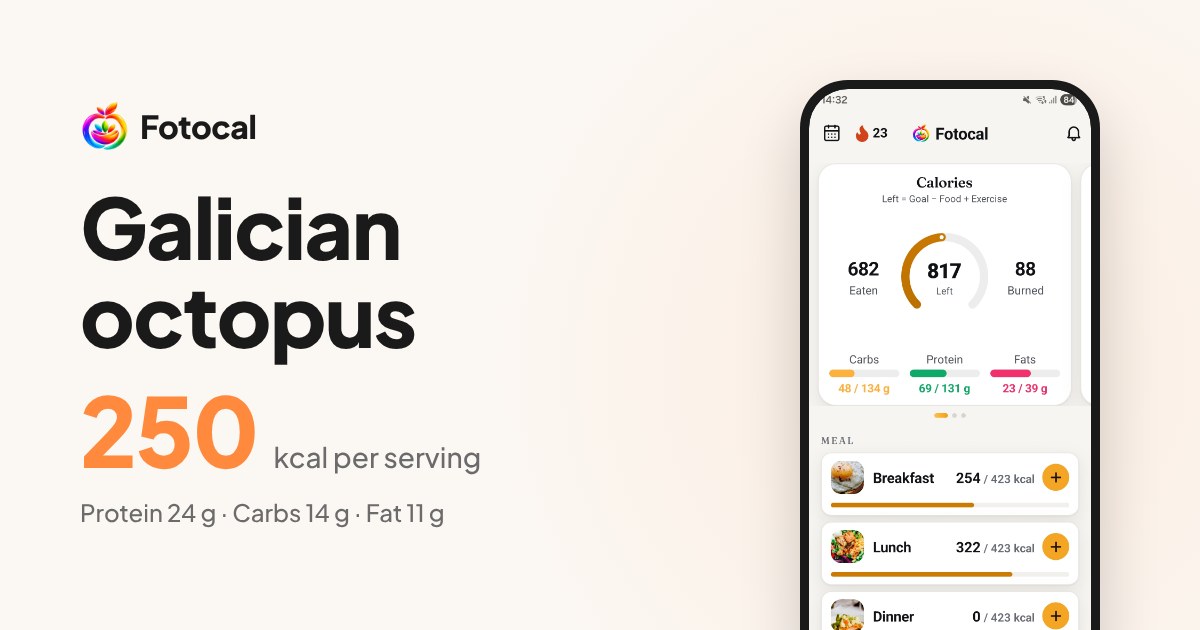 Fotocal
Galician
octopus
250 kcal per serving
Protein 24 g · Carbs 14 g · Fat 11 g
14:32
84
23
Fotocal
Calories
Left = Goal − Food + Exercise
682
Eaten
817
Left
88
Burned
Carbs
48 / 134 g
Protein
69 / 131 g
Fats
23 / 39 g
MEAL
Breakfast 254 / 423 kcal +
Lunch 322 / 423 kcal +
Dinner 0 / 423 kcal +